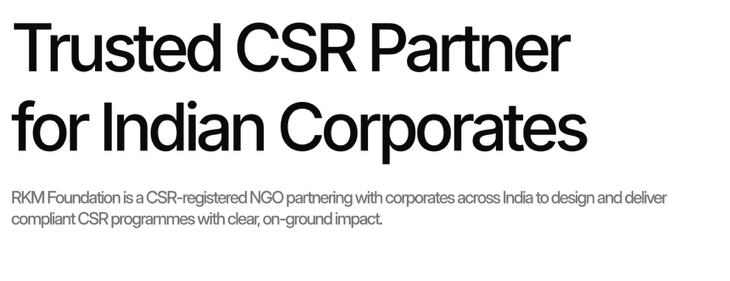 Trusted CSR Partner
for Indian Corporates
RKM Foundation is a CSR-registered NGO partnering with corporates across India to design and deliver
compliant CSR programmes with clear, on-ground impact.